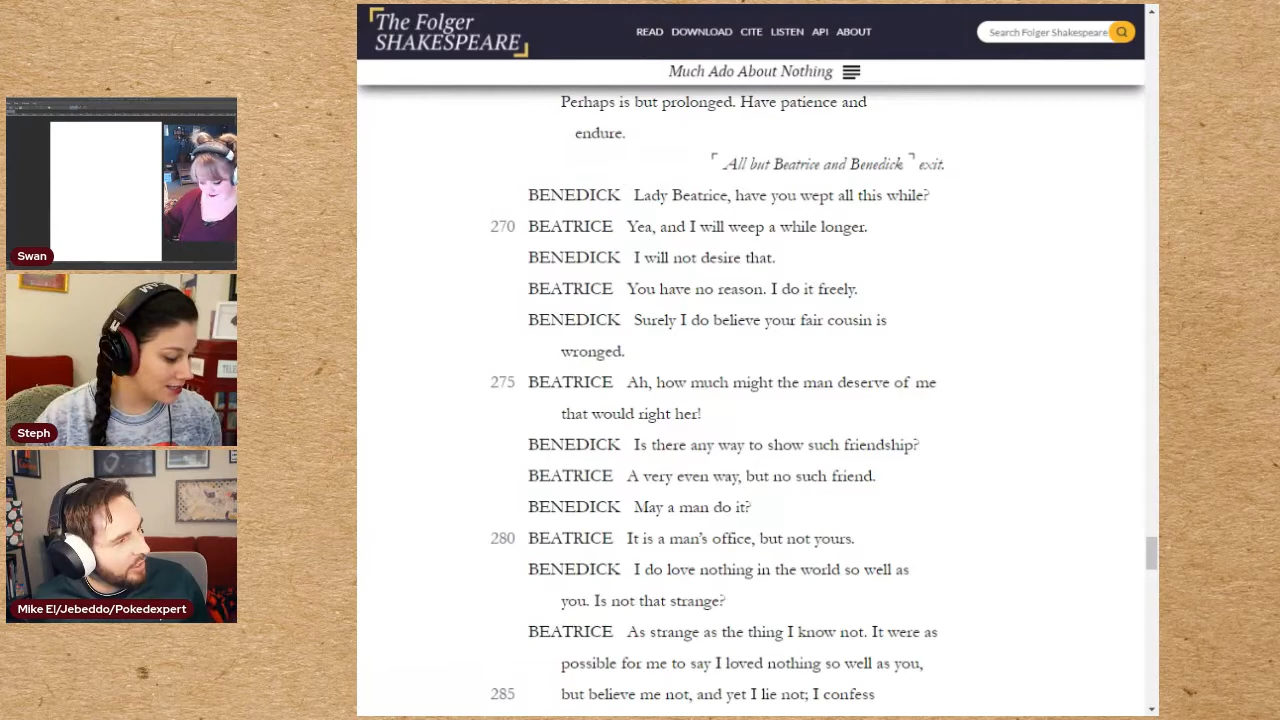 The Folger
SHAKESPEARE
READ DOWNLOAD CITE LISTEN API ABOUT
Search Folger Shakespeare
Much Ado About Nothing
Perhaps is but prolonged. Have patience and
endure.
⌜All but Beatrice and Benedick⌝ exit.
BENEDICK Lady Beatrice, have you wept all this while?
270 BEATRICE Yea, and I will weep a while longer.
BENEDICK I will not desire that.
BEATRICE You have no reason. I do it freely.
BENEDICK Surely I do believe your fair cousin is
wronged.
275 BEATRICE Ah, how much might the man deserve of me
that would right her!
BENEDICK Is there any way to show such friendship?
BEATRICE A very even way, but no such friend.
BENEDICK May a man do it?
280 BEATRICE It is a man's office, but not yours.
BENEDICK I do love nothing in the world so well as
you. Is not that strange?
BEATRICE As strange as the thing I know not. It were as
possible for me to say I loved nothing so well as you,
285 but believe me not, and yet I lie not; I confess
Swan
Steph
Mike El/Jebeddo/Pokedexpert